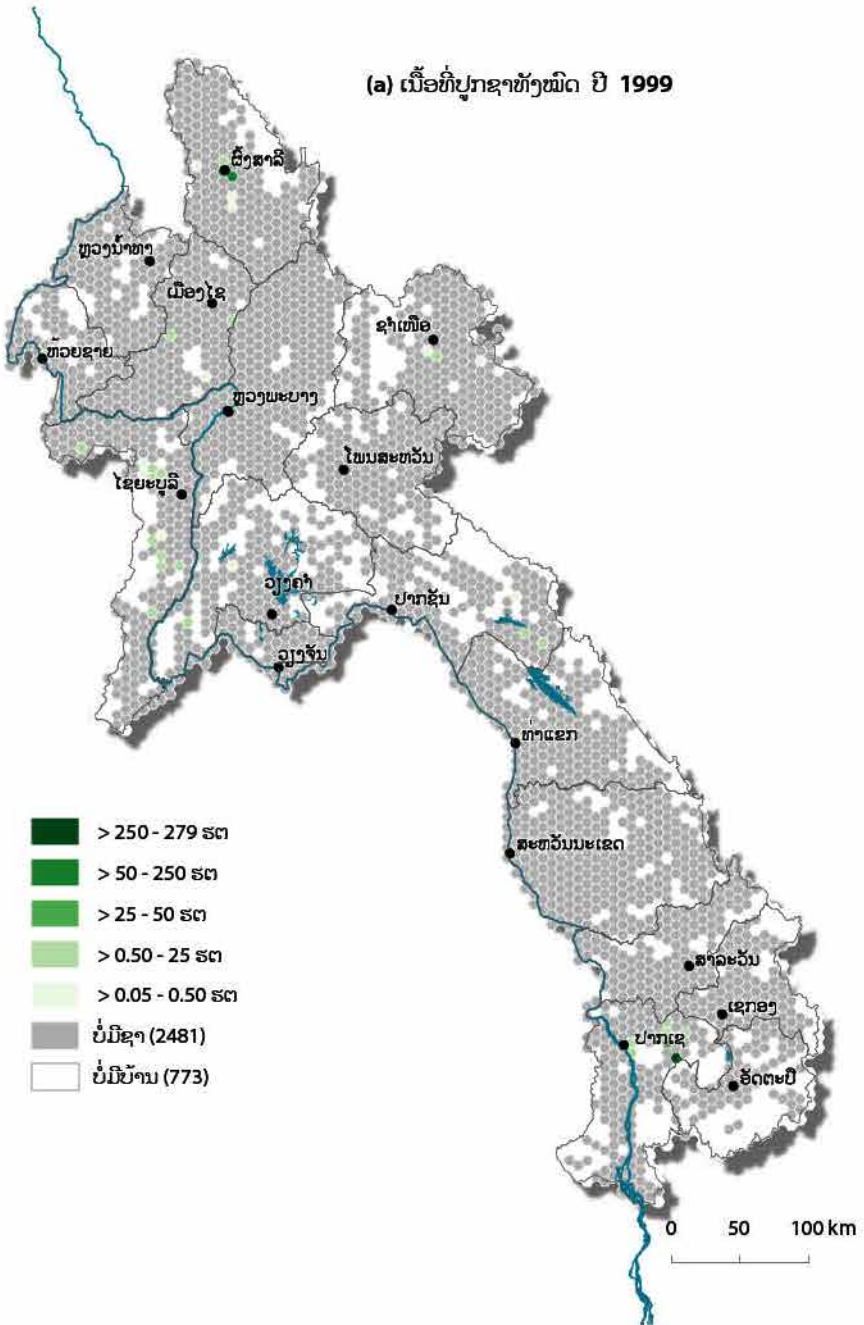 (a) ເນື້ອທີ່ປູກຊາທັງໝົດ ປີ 1999
ຜົ້ງສາລີ
ຫຼວງນ້ຳທາ
ເມືອງໄຊ
ຊຳເໜືອ
ຫ້ວຍຊາຍ
ຫຼວງພະບາງ
ໂພນສະຫວັນ
ໄຊຍະບູລີ
ວຽງຄຳ
ປາກຊັນ
ວຽງຈັນ
ທ່າແຂກ
> 250 - 279 ຮຕ
> 50 - 250 ຮຕ
ສະຫວັນນະເຂດ
> 25 - 50 ຮຕ
> 0.50 - 25 ຮຕ
ສາລະວັນ
> 0.05 - 0.50 ຮຕ
ເຊກອງ
ບໍ່ມີຊາ (2481)
ປາກເຊ
ບໍ່ມີບ້ານ (773)
ອັດຕະປື
0 50 100 km